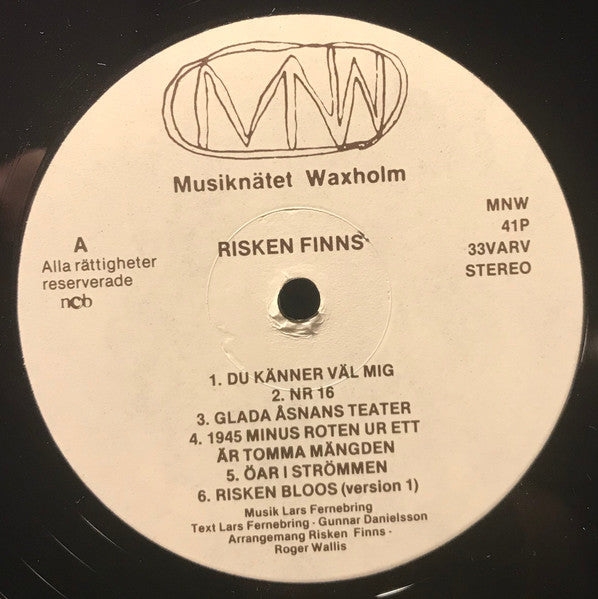 MNW
Musiknätet Waxholm
A
Alla rättigheter
reserverade
ncb
RISKEN FINNS
MNW
41P
33VARV
STEREO
1. DU KÄNNER VÄL MIG
2. NR 16
3. GLADA ÅSNANS TEATER
4. 1945 MINUS ROTEN UR ETT
ÄR TOMMA MÄNGDEN
5. ÖAR I STRÖMMEN
6. RISKEN BLOOS (version 1)
Musik Lars Fernebring
Text Lars Fernebring · Gunnar Danielsson
Arrangemang Risken Finns ·
Roger Wallis